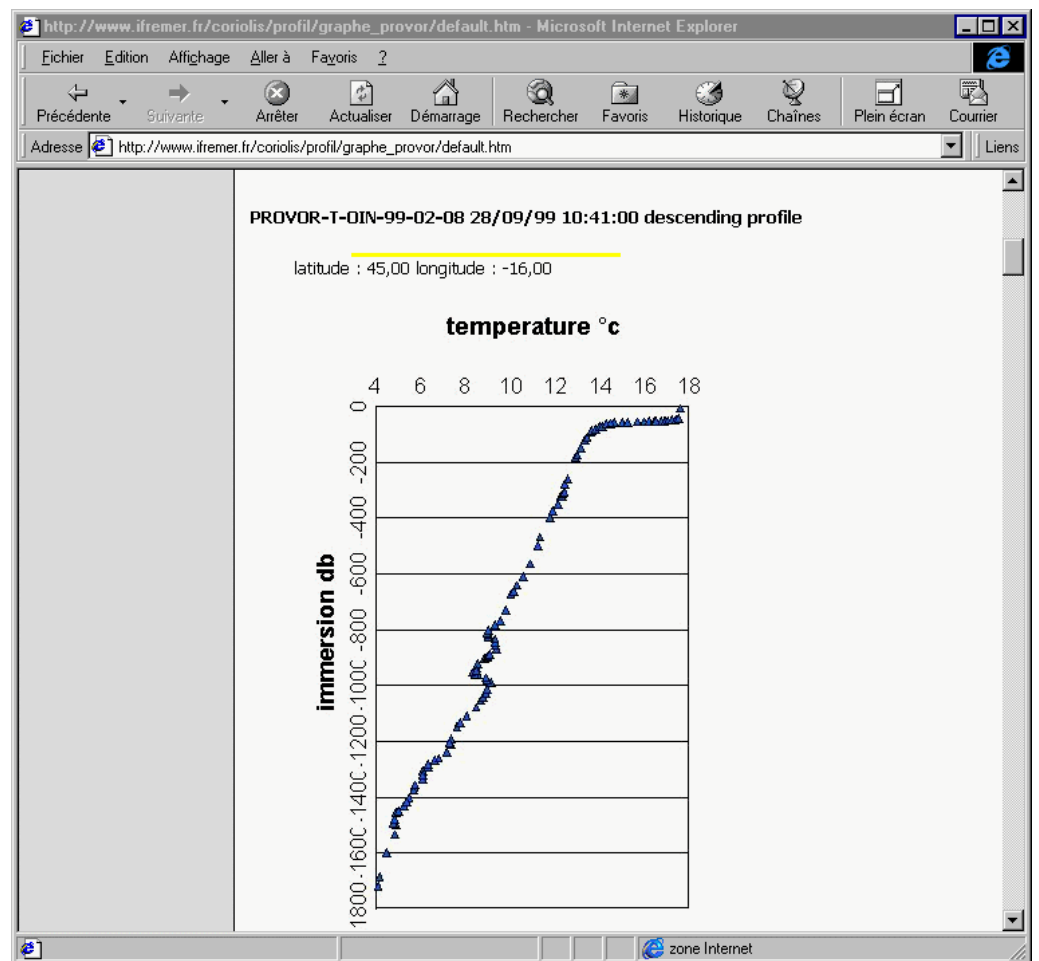 http://www.ifremer.fr/coriolis/profil/graphe_provor/default.htm - Microsoft Internet Explorer
Fichier Edition Affichage Aller à Favoris ?
Précédente Suivante Arrêter Actualiser Démarrage Rechercher Favoris Historique Chaînes Plein écran Courrier
Adresse http://www.ifremer.fr/coriolis/profil/graphe_provor/default.htm Liens
PROVOR-T-OIN-99-02-08 28/09/99 10:41:00 descending profile
latitude : 45,00 longitude : -16,00
temperature °c
4 6 8 10 12 14 16 18
0
-200
-400
-600
-800
-1000
-1200
-1400
-1600
1800
immersion db
zone Internet